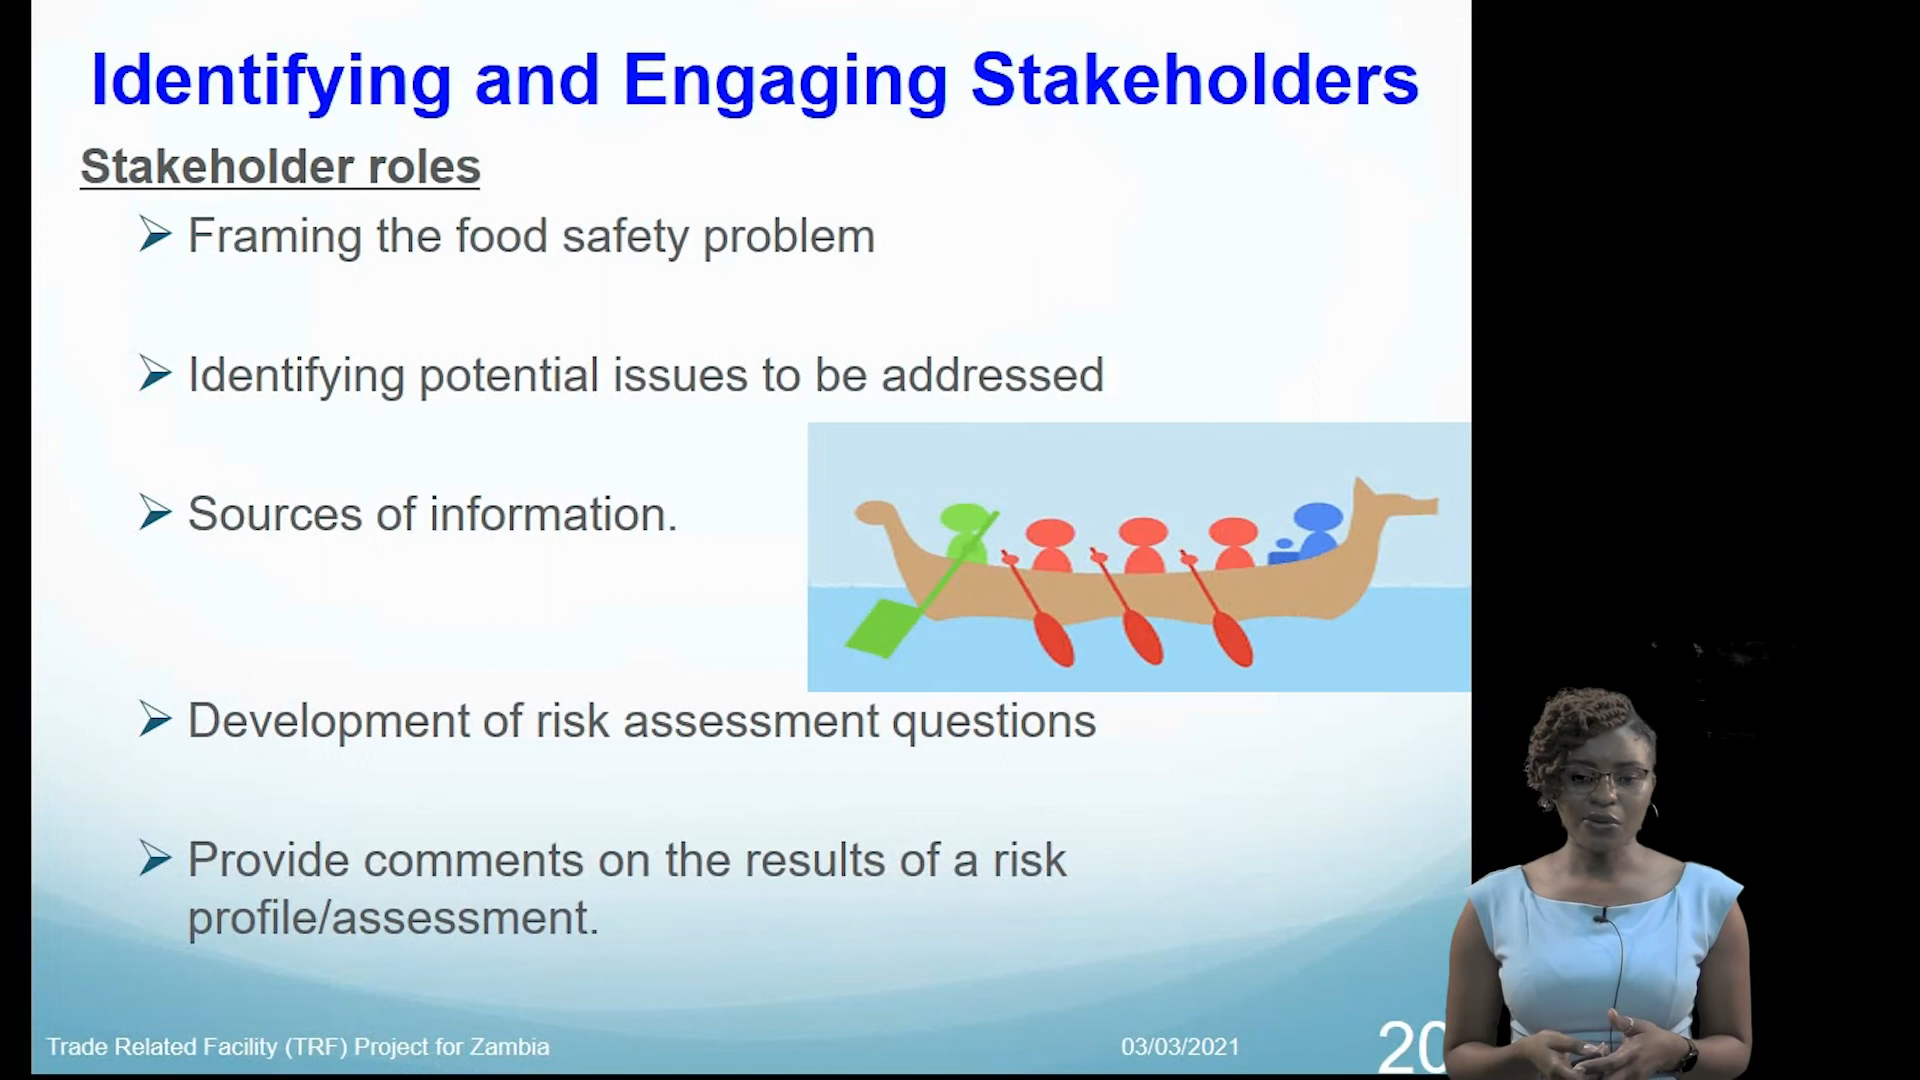 Identifying and Engaging Stakeholders
Stakeholder roles
Framing the food safety problem
Identifying potential issues to be addressed
Sources of information.
Development of risk assessment questions
Provide comments on the results of a risk
profile/assessment.
Trade Related Facility (TRF) Project for Zambia
03/03/2021
20